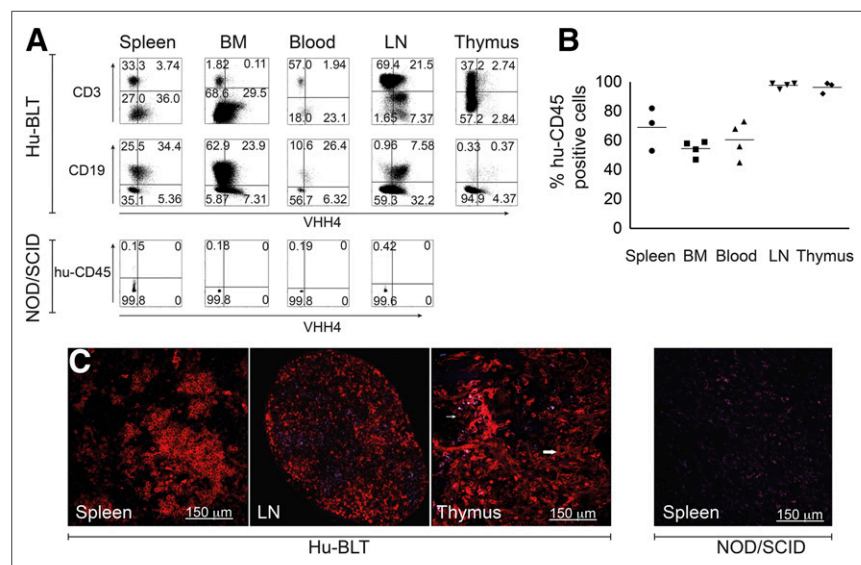 A
Spleen BM Blood LN Thymus
33.3 3.74 1.82 0.11 57.0 1.94 69.4 21.5 37.2 2.74
CD3
27.0 36.0 68.6 29.5 18.0 23.1 1.65 7.37 57.2 2.84
Hu-BLT
25.5 34.4 62.9 23.9 10.6 26.4 0.96 7.58 0.33 0.37
CD19
35.1 5.36 5.87 7.31 56.7 6.32 59.3 32.2 94.9 4.37
VHH4
NOD/SCID
0.15 0 0.18 0 0.19 0 0.42 0
hu-CD45
99.8 0 99.8 0 99.8 0 99.6 0
VHH4
B
% hu-CD45
positive cells
100
80
60
40
20
0
Spleen BM Blood LN Thymus
C
Spleen 150 μm LN Thymus 150 μm Spleen 150 μm
Hu-BLT NOD/SCID